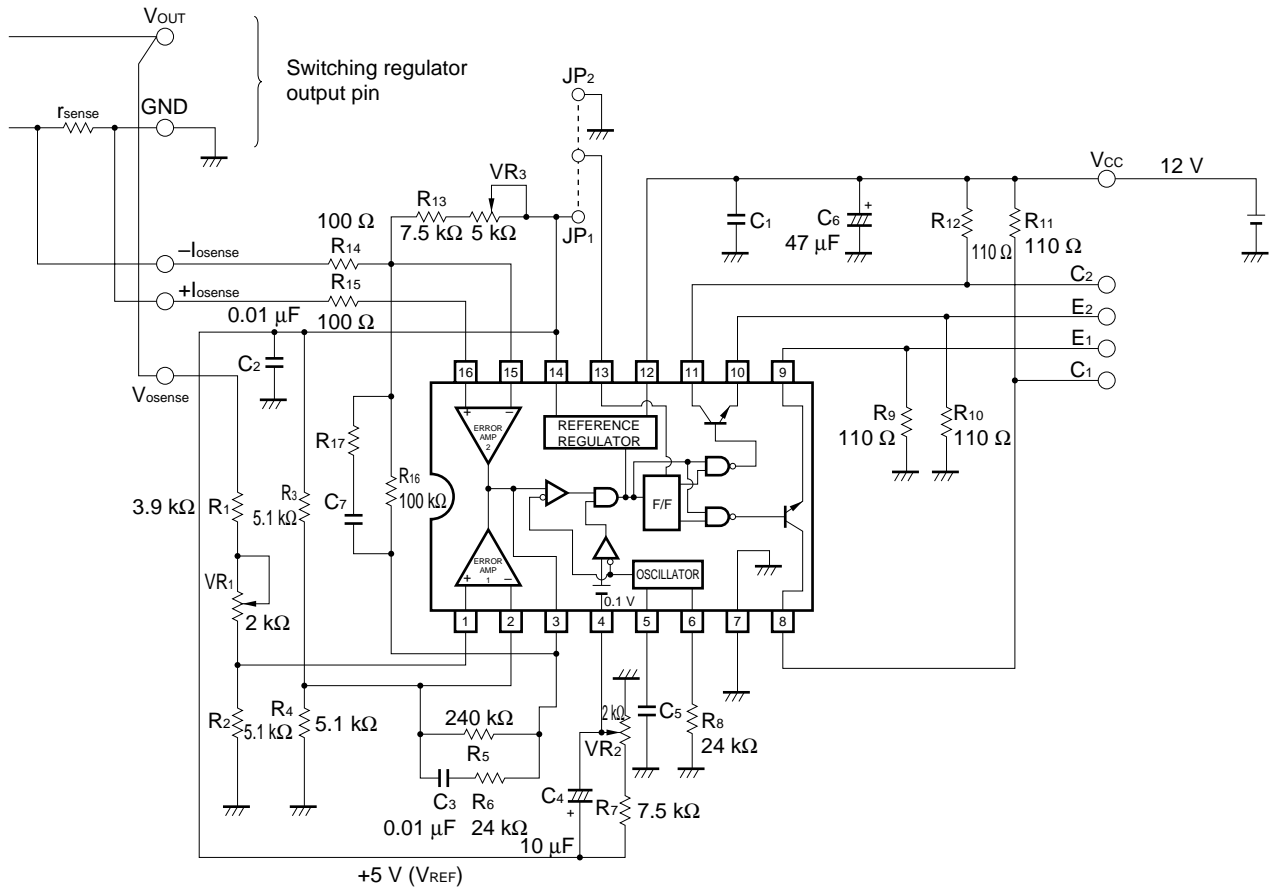 VOUT
Switching regulator
output pin
rsense
GND
JP2
JP1
VCC
12 V
VR3
R13
7.5 kΩ
5 kΩ
100 Ω
R14
−Iosense
+Iosense
R15
100 Ω
0.01 μF
C2
Vosense
C1
C6
+
47 μF
R12
110 Ω
R11
110 Ω
C2
E2
E1
C1
R9
110 Ω
R10
110 Ω
16
15
14
13
12
11
10
9
+
−
ERROR
AMP
2
REFERENCE
REGULATOR
F/F
R17
C7
R16
100 kΩ
3.9 kΩ
R1
R3
5.1 kΩ
VR1
2 kΩ
ERROR
AMP
1
+
−
OSCILLATOR
0.1 V
1
2
3
4
5
6
7
8
R2
5.1 kΩ
R4
5.1 kΩ
240 kΩ
R5
C3
R6
0.01 μF
24 kΩ
2 kΩ
VR2
C5
R8
24 kΩ
C4
+
10 μF
R7
7.5 kΩ
+5 V (VREF)